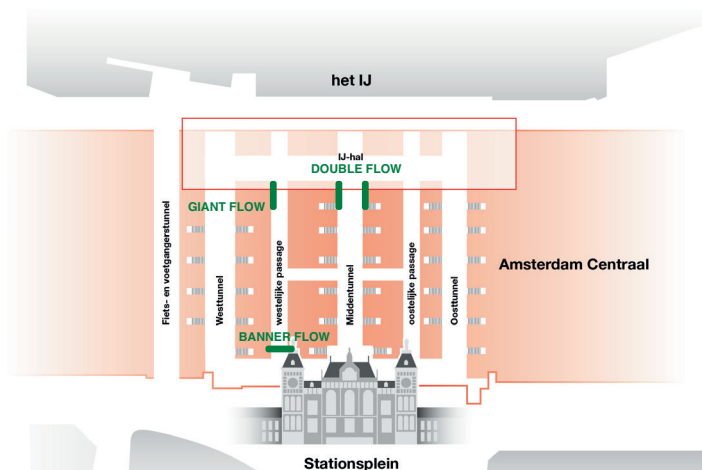 het IJ
IJ-hal
DOUBLE FLOW
GIANT FLOW
Fiets- en voetgangerstunnel
Westtunnel
westelijke passage
Middentunnel
oostelijke passage
Oosttunnel
Amsterdam Centraal
BANNER FLOW
Stationsplein